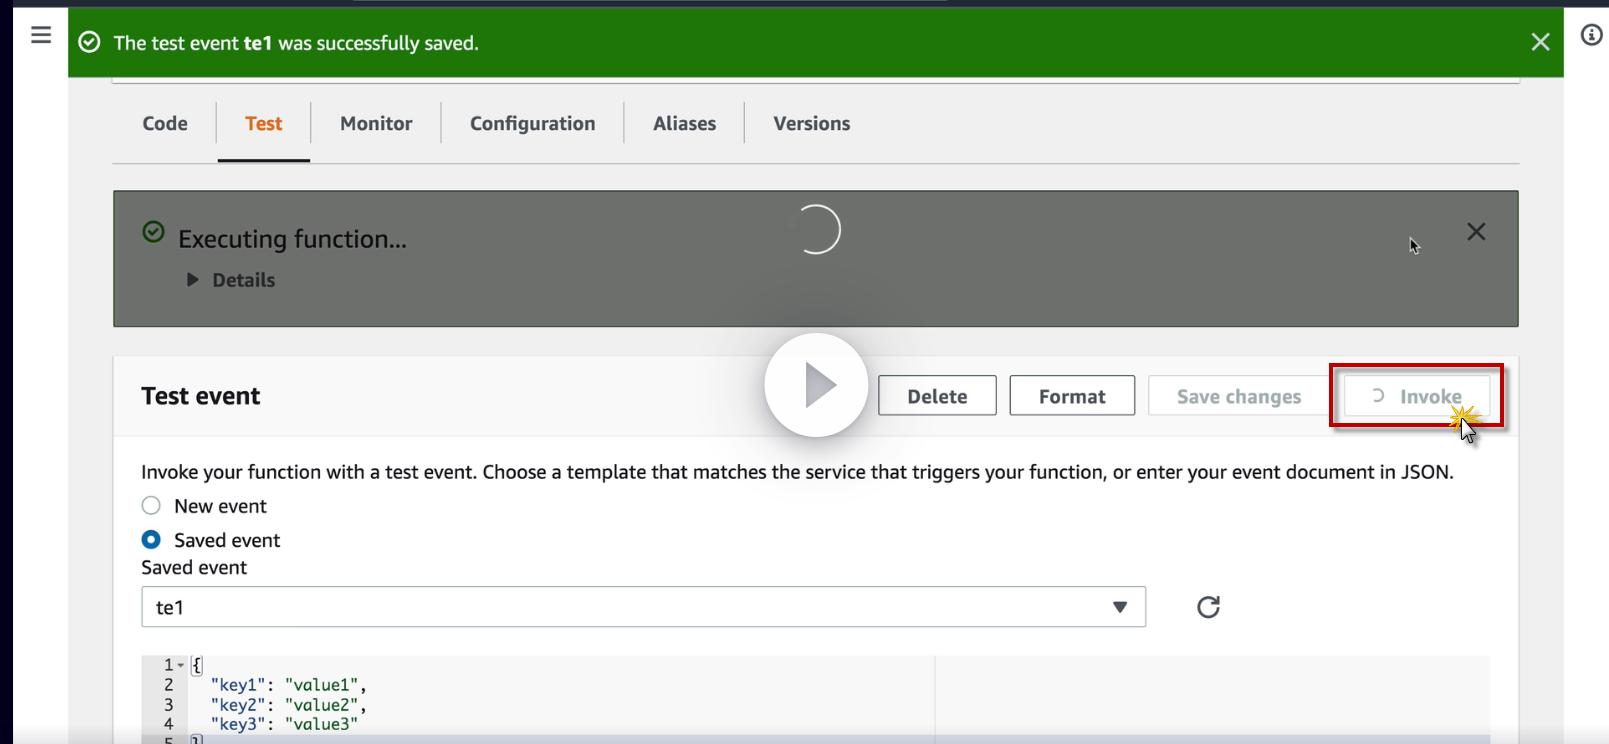 The test event te1 was successfully saved.
Code Test Monitor Configuration Aliases Versions
Executing function...
Details
Test event Delete Format Save changes Invoke
Invoke your function with a test event. Choose a template that matches the service that triggers your function, or enter your event document in JSON.
New event
Saved event
Saved event
te1
1 {
2 "key1": "value1",
3 "key2": "value2",
4 "key3": "value3"
5 }